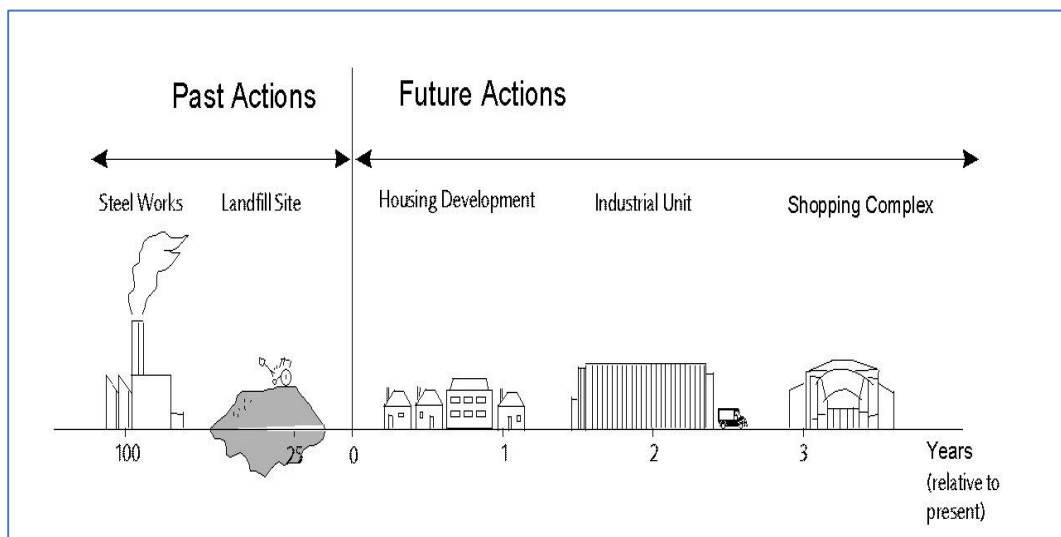 Past Actions
Future Actions
Steel Works
Landfill Site
Housing Development
Industrial Unit
Shopping Complex
100
25
0
1
2
3
Years
(relative to
present)